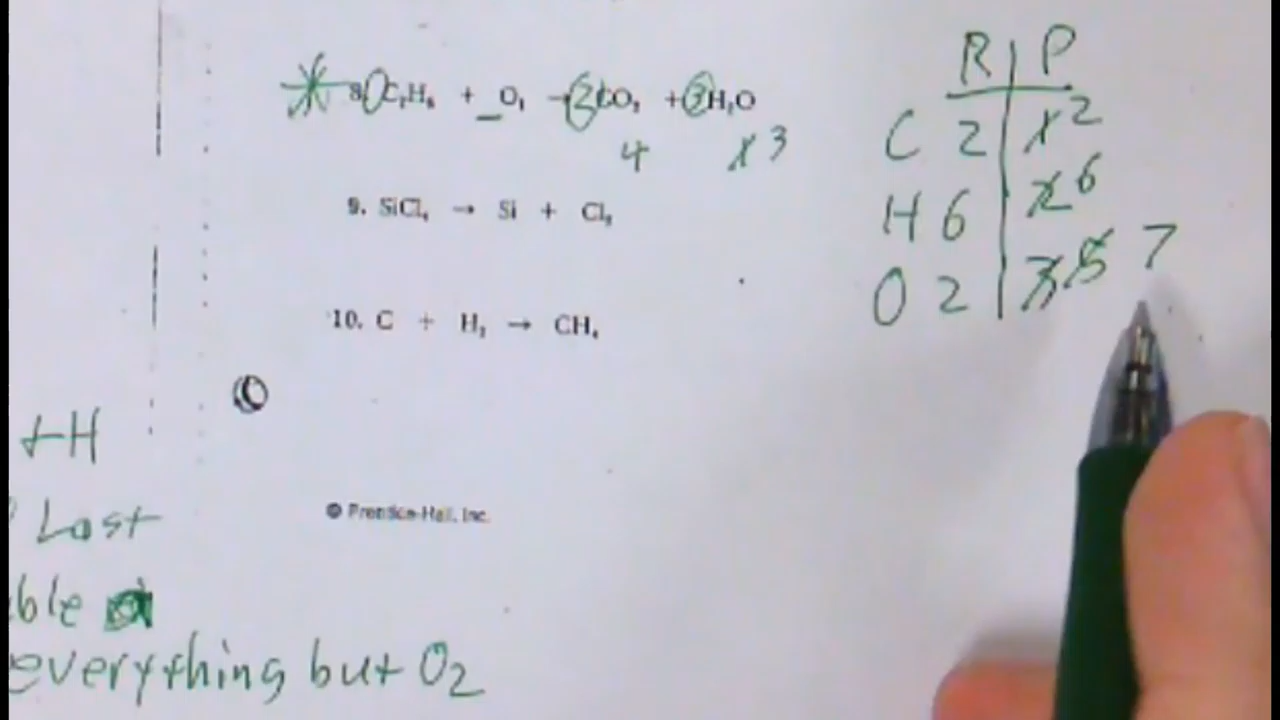 R | P
8. C₂H₆ + _O₂ → 2CO₂ + 3H₂O
C 2 | 1 2
4 1 3
H 6 | 2 6
9. SiCl₄ → Si + Cl₂
O 2 | 3 5 7
10. C + H₂ → CH₄
+H
Last
© Prentice-Hall, Inc.
ble
everything but O₂